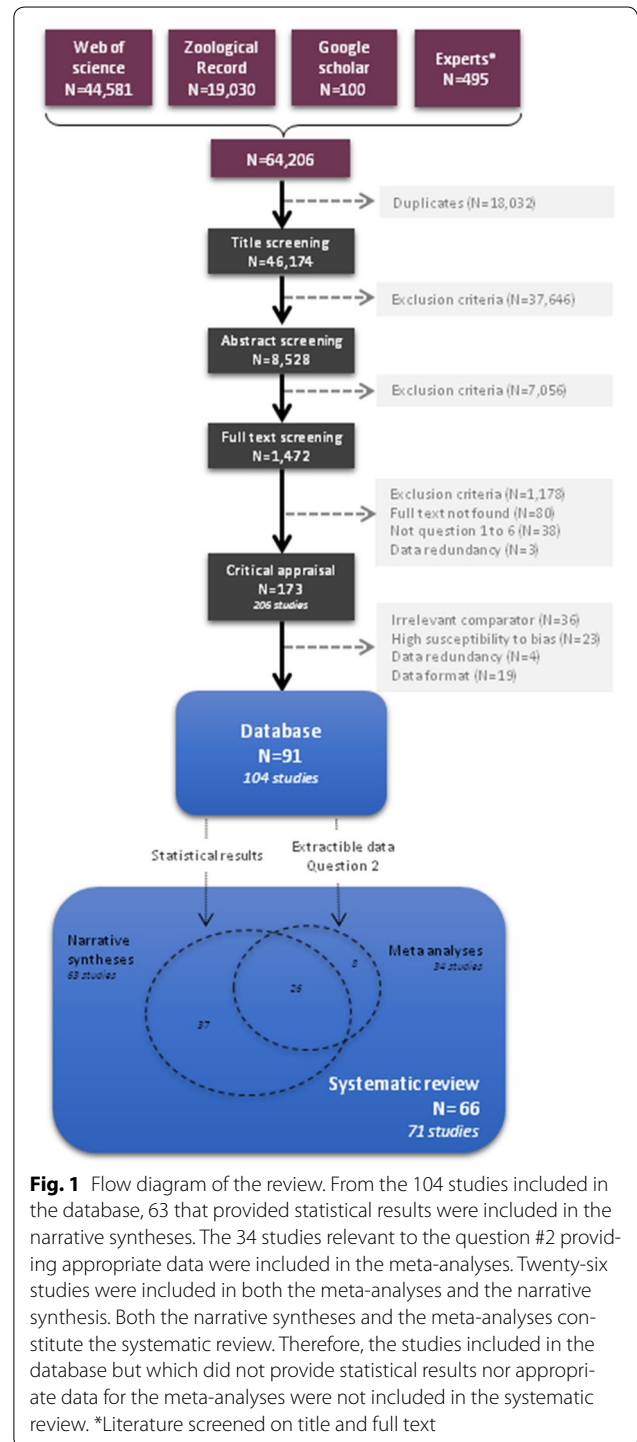 Web of
science
N=44,581
Zoological
Record
N=19,030
Google
scholar
N=100
Experts*
N=495
N=64,206
Duplicates (N=18,032)
Title screening
N=46,174
Exclusion criteria (N=37,646)
Abstract screening
N=8,528
Exclusion criteria (N=7,056)
Full text screening
N=1,472
Exclusion criteria (N=1,178)
Full text not found (N=80)
Not question 1 to 6 (N=38)
Data redundancy (N=3)
Critical appraisal
N=173
206 studies
Irrelevant comparator (N=36)
High susceptibility to bias (N=23)
Data redundancy (N=4)
Data format (N=19)
Database
N=91
104 studies
Statistical results
Extractible data
Question 2
Narrative
syntheses
63 studies
Meta analyses
34 studies
8
26
37
Systematic review
N= 66
71 studies
Fig. 1 Flow diagram of the review. From the 104 studies included in
the database, 63 that provided statistical results were included in the
narrative syntheses. The 34 studies relevant to the question #2 provid-
ing appropriate data were included in the meta-analyses. Twenty-six
studies were included in both the meta-analyses and the narrative
synthesis. Both the narrative syntheses and the meta-analyses con-
stitute the systematic review. Therefore, the studies included in the
database but which did not provide statistical results nor appropri-
ate data for the meta-analyses were not included in the systematic
review. *Literature screened on title and full text